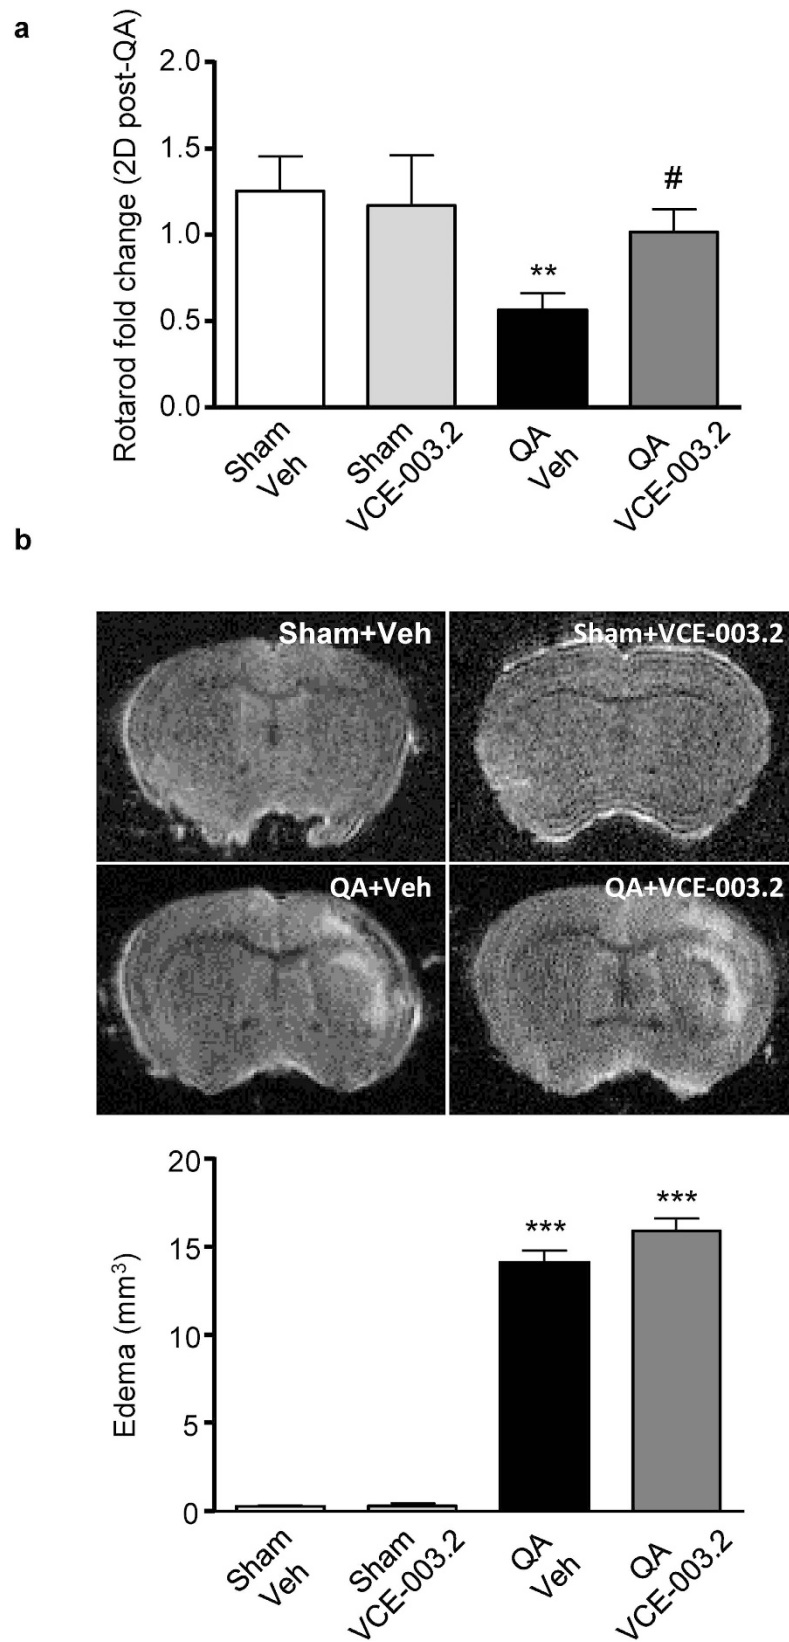 a
Rotarod fold change (2D post-QA)
2.0
1.5
1.0
0.5
0.0
**
#
Sham
Veh
Sham
VCE-003.2
QA
Veh
QA
VCE-003.2
b
Sham+Veh
Sham+VCE-003.2
QA+Veh
QA+VCE-003.2
Edema (mm³)
20
15
10
5
0
***
***
Sham
Veh
Sham
VCE-003.2
QA
Veh
QA
VCE-003.2